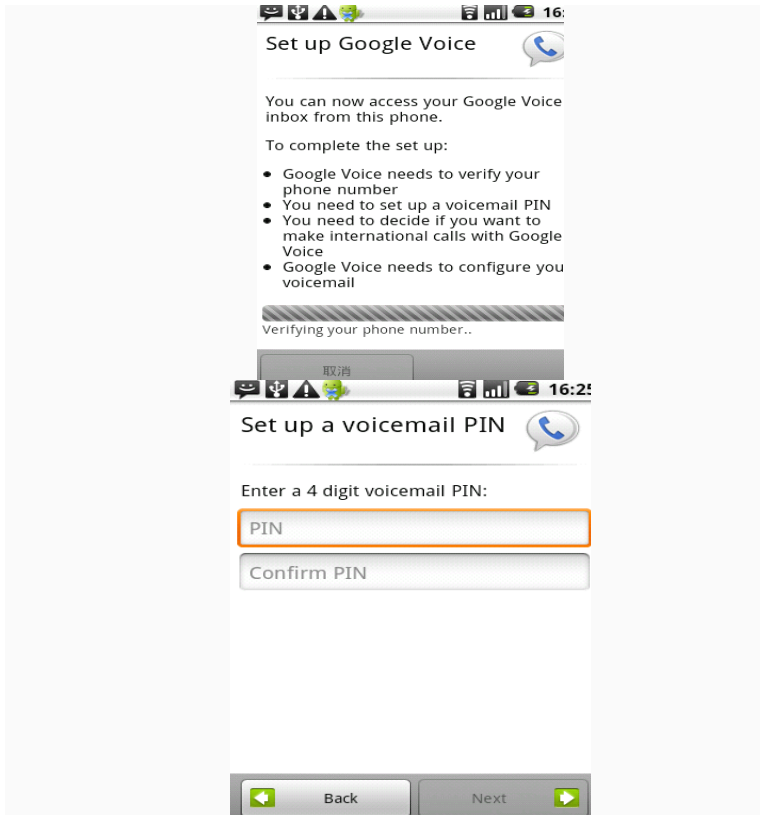 16:
Set up Google Voice
You can now access your Google Voice
inbox from this phone.
To complete the set up:
• Google Voice needs to verify your
phone number
• You need to set up a voicemail PIN
• You need to decide if you want to
make international calls with Google
Voice
• Google Voice needs to configure you
voicemail
Verifying your phone number..
取消
16:25
Set up a voicemail PIN
Enter a 4 digit voicemail PIN:
PIN
Confirm PIN
Back
Next